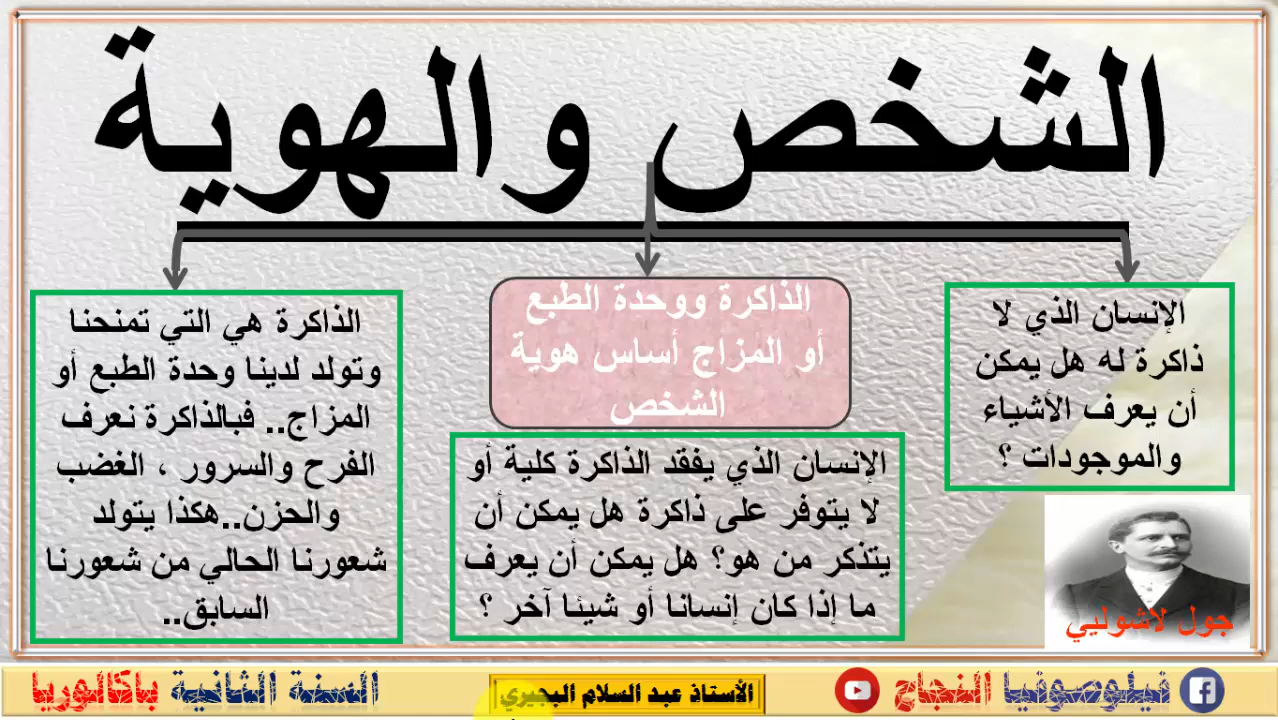 الشخص والهوية
الإنسان الذي لا
ذاكرة له هل يمكن
أن يعرف الأشياء
والموجودات ؟
جول لاشوليي
الذاكرة ووحدة الطبع
أو المزاج أساس هوية
الشخص
الإنسان الذي يفقد الذاكرة كلية أو
لا يتوفر على ذاكرة هل يمكن أن
يتذكر من هو؟ هل يمكن أن يعرف
ما إذا كان إنسانا أو شيئا آخر ؟
الذاكرة هي التي تمنحنا
وتولد لدينا وحدة الطبع أو
المزاج.. فبالذاكرة نعرف
الفرح والسرور ، الغضب
والحزن..هكذا يتولد
شعورنا الحالي من شعورنا
السابق..
فيلوصوفيا النجاح
الأستاذ عبد السلام البجيري
السنة الثانية باكالوريا